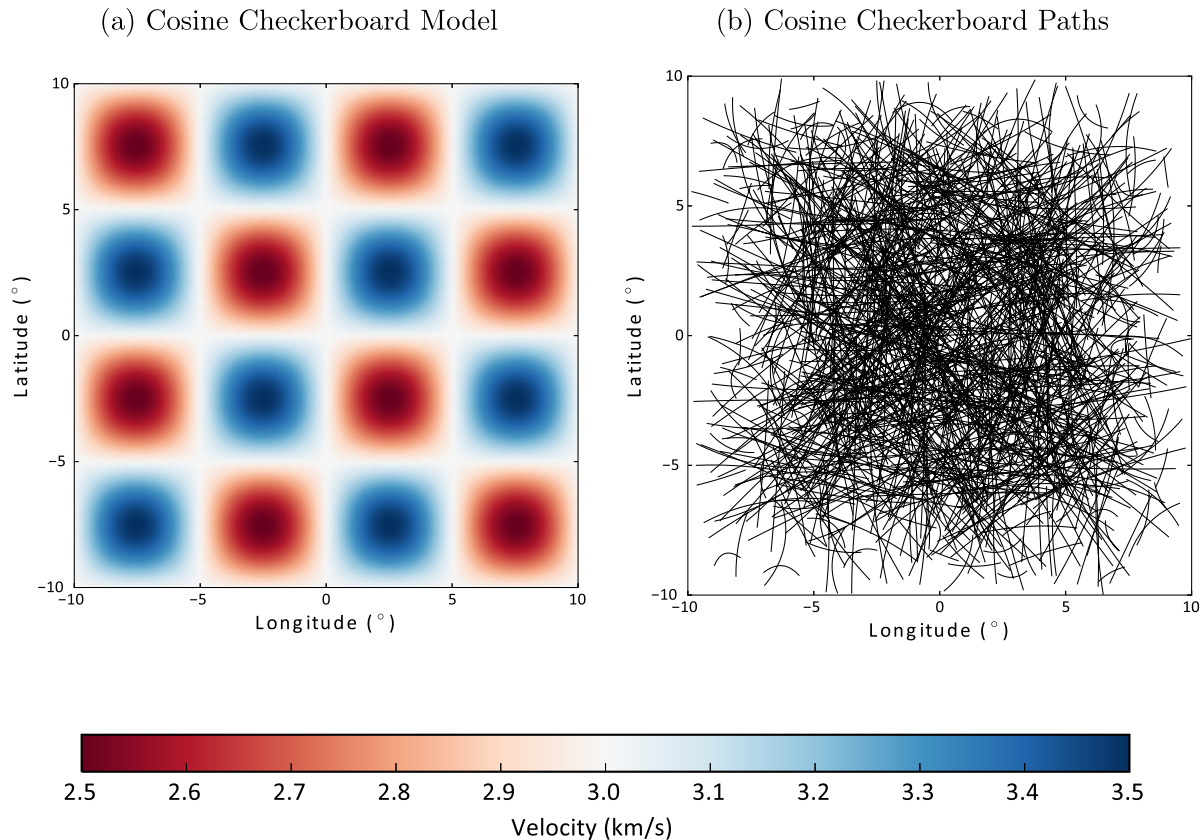 (a) Cosine Checkerboard Model
(b) Cosine Checkerboard Paths
10
5
0
−5
−10
−10 −5 0 5 10
Latitude (°)
Longitude (°)
10
5
0
−5
−10
−10 −5 0 5 10
Latitude (°)
Longitude (°)
2.5 2.6 2.7 2.8 2.9 3.0 3.1 3.2 3.3 3.4 3.5
Velocity (km/s)